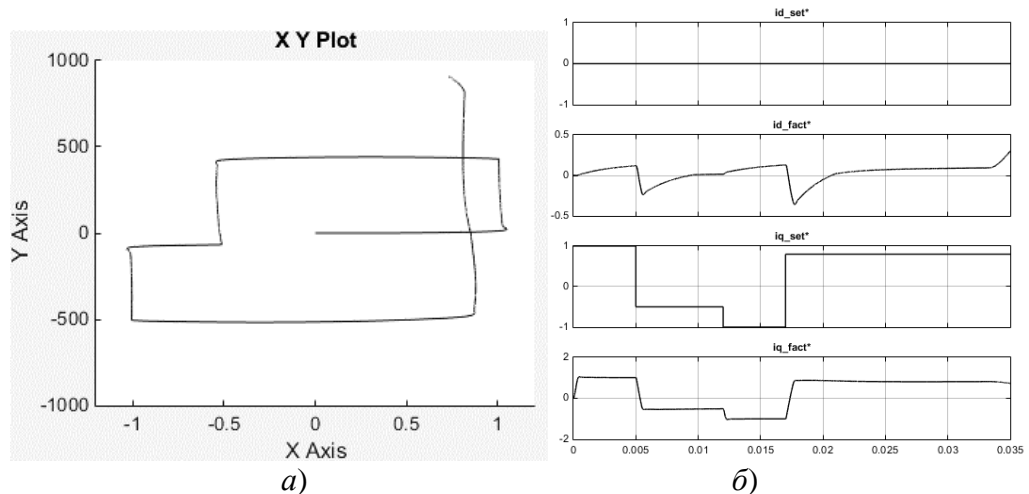 X Y Plot
1000
500
0
-500
-1000
Y Axis
-1 -0.5 0 0.5 1
X Axis
а)
id_set*
1
0
-1
id_fact*
0.5
0
-0.5
iq_set*
1
0
-1
iq_fact*
2
0
-2
0 0.005 0.01 0.015 0.02 0.025 0.03 0.035
б)